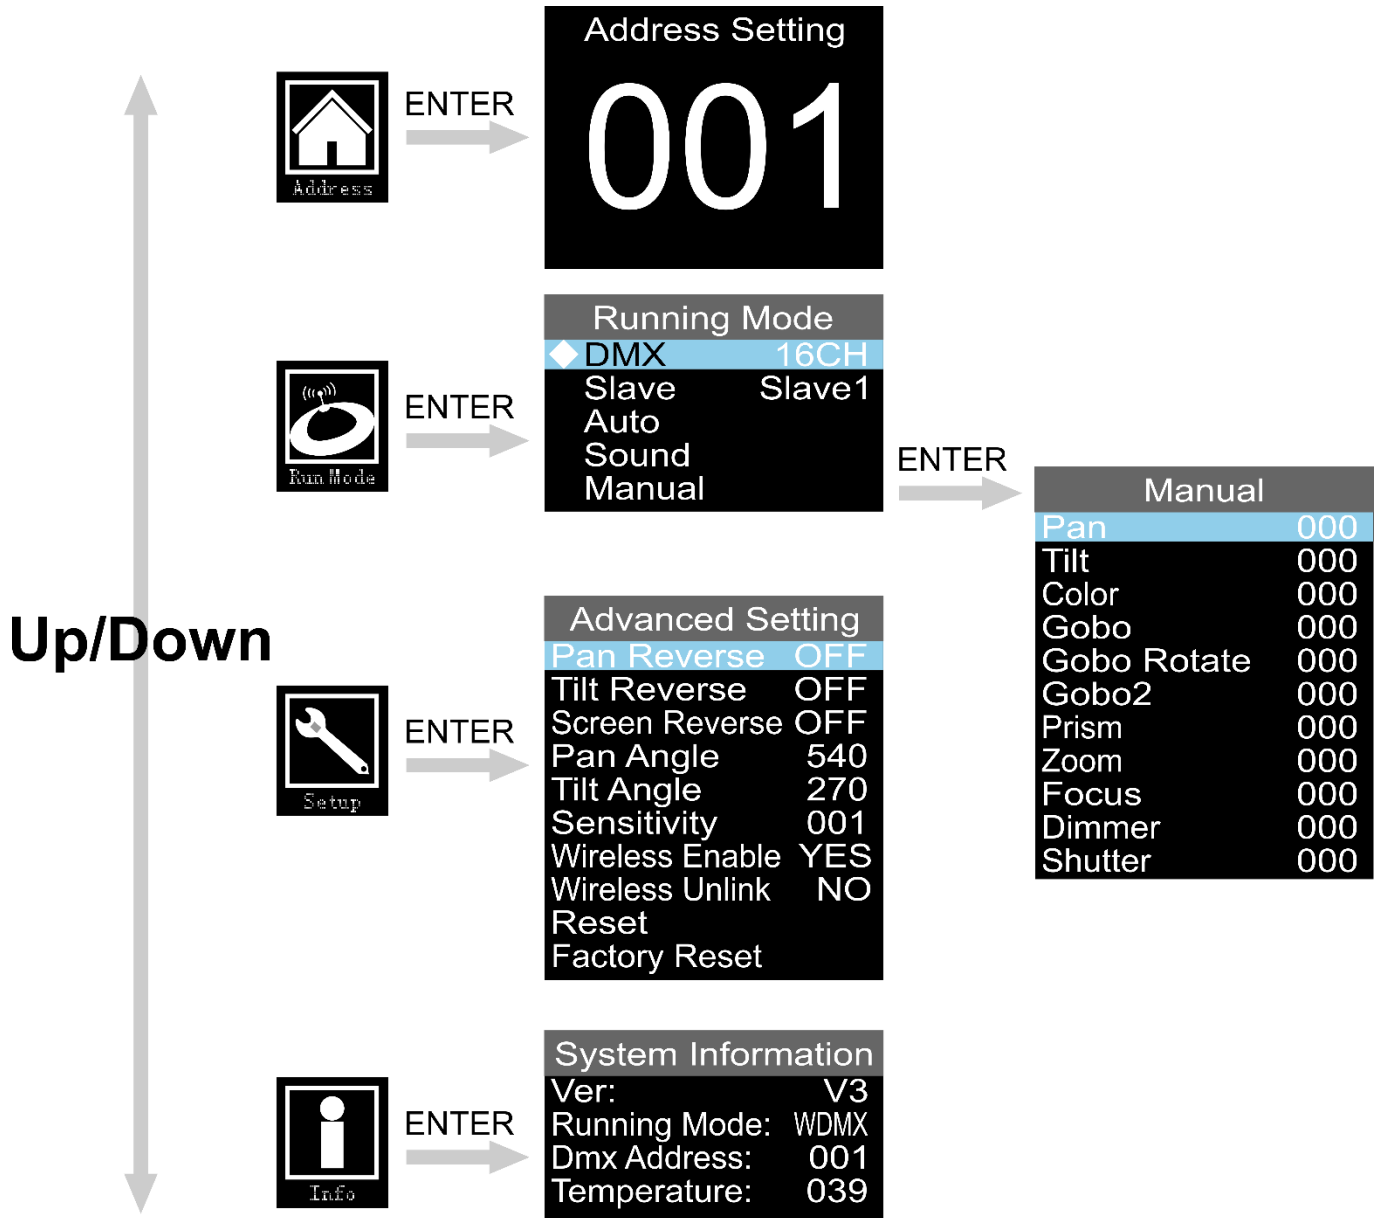 Address Setting
001
ENTER
Address
Running Mode
DMX 16CH
Slave Slave1
Auto
Sound
Manual
ENTER
Run Mode
ENTER
Manual
Pan 000
Tilt 000
Color 000
Gobo 000
Gobo Rotate 000
Gobo2 000
Prism 000
Zoom 000
Focus 000
Dimmer 000
Shutter 000
Up/Down
Advanced Setting
Pan Reverse OFF
Tilt Reverse OFF
Screen Reverse OFF
Pan Angle 540
Tilt Angle 270
Sensitivity 001
Wireless Enable YES
Wireless Unlink NO
Reset
Factory Reset
ENTER
Setup
System Information
Ver: V3
Running Mode: WDMX
Dmx Address: 001
Temperature: 039
ENTER
Info